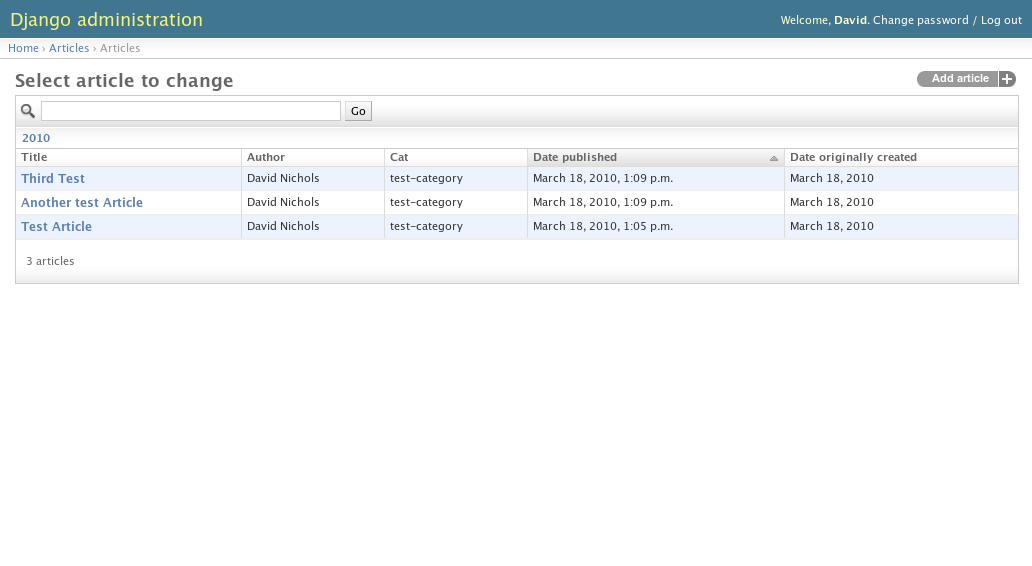 Django administration
Welcome, David. Change password / Log out
Home › Articles › Articles
Select article to change
Add article
Go
2010
Title Author Cat Date published Date originally created
Third Test David Nichols test-category March 18, 2010, 1:09 p.m. March 18, 2010
Another test Article David Nichols test-category March 18, 2010, 1:09 p.m. March 18, 2010
Test Article David Nichols test-category March 18, 2010, 1:05 p.m. March 18, 2010
3 articles